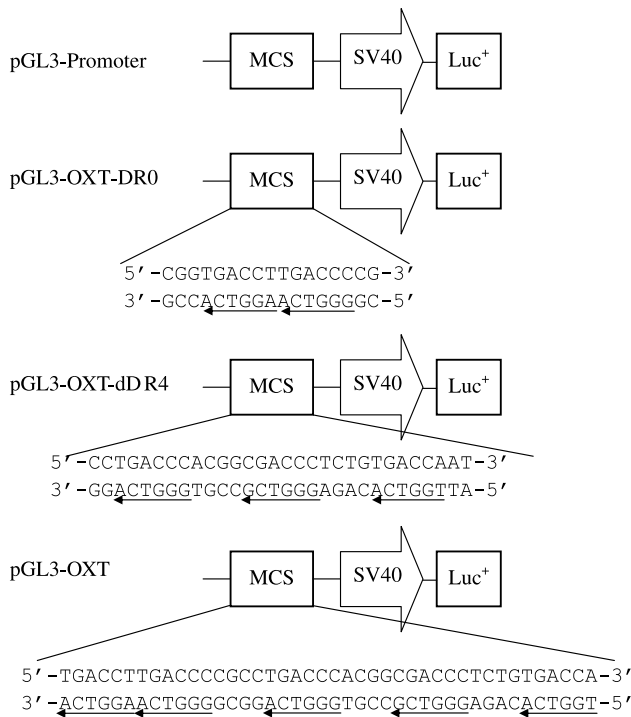 pGL3-Promoter MCS SV40 Luc+
pGL3-OXT-DR0 MCS SV40 Luc+
5′-CGGTGACCTTGACCCCG-3′
3′-GCCACTGGAACTGGGGC-5′
pGL3-OXT-dDR4 MCS SV40 Luc+
5′-CCTGACCCACGGCGACCCTCTGTGACCAAT-3′
3′-GGACTGGGTGCCGCTGGGAGACACTGGTTA-5′
pGL3-OXT MCS SV40 Luc+
5′-TGACCTTGACCCCGCCTGACCCACGGCGACCCTCTGTGACCA-3′
3′-ACTGGAACTGGGGCGGACTGGGTGCCGCTGGGAGACACTGGT-5′